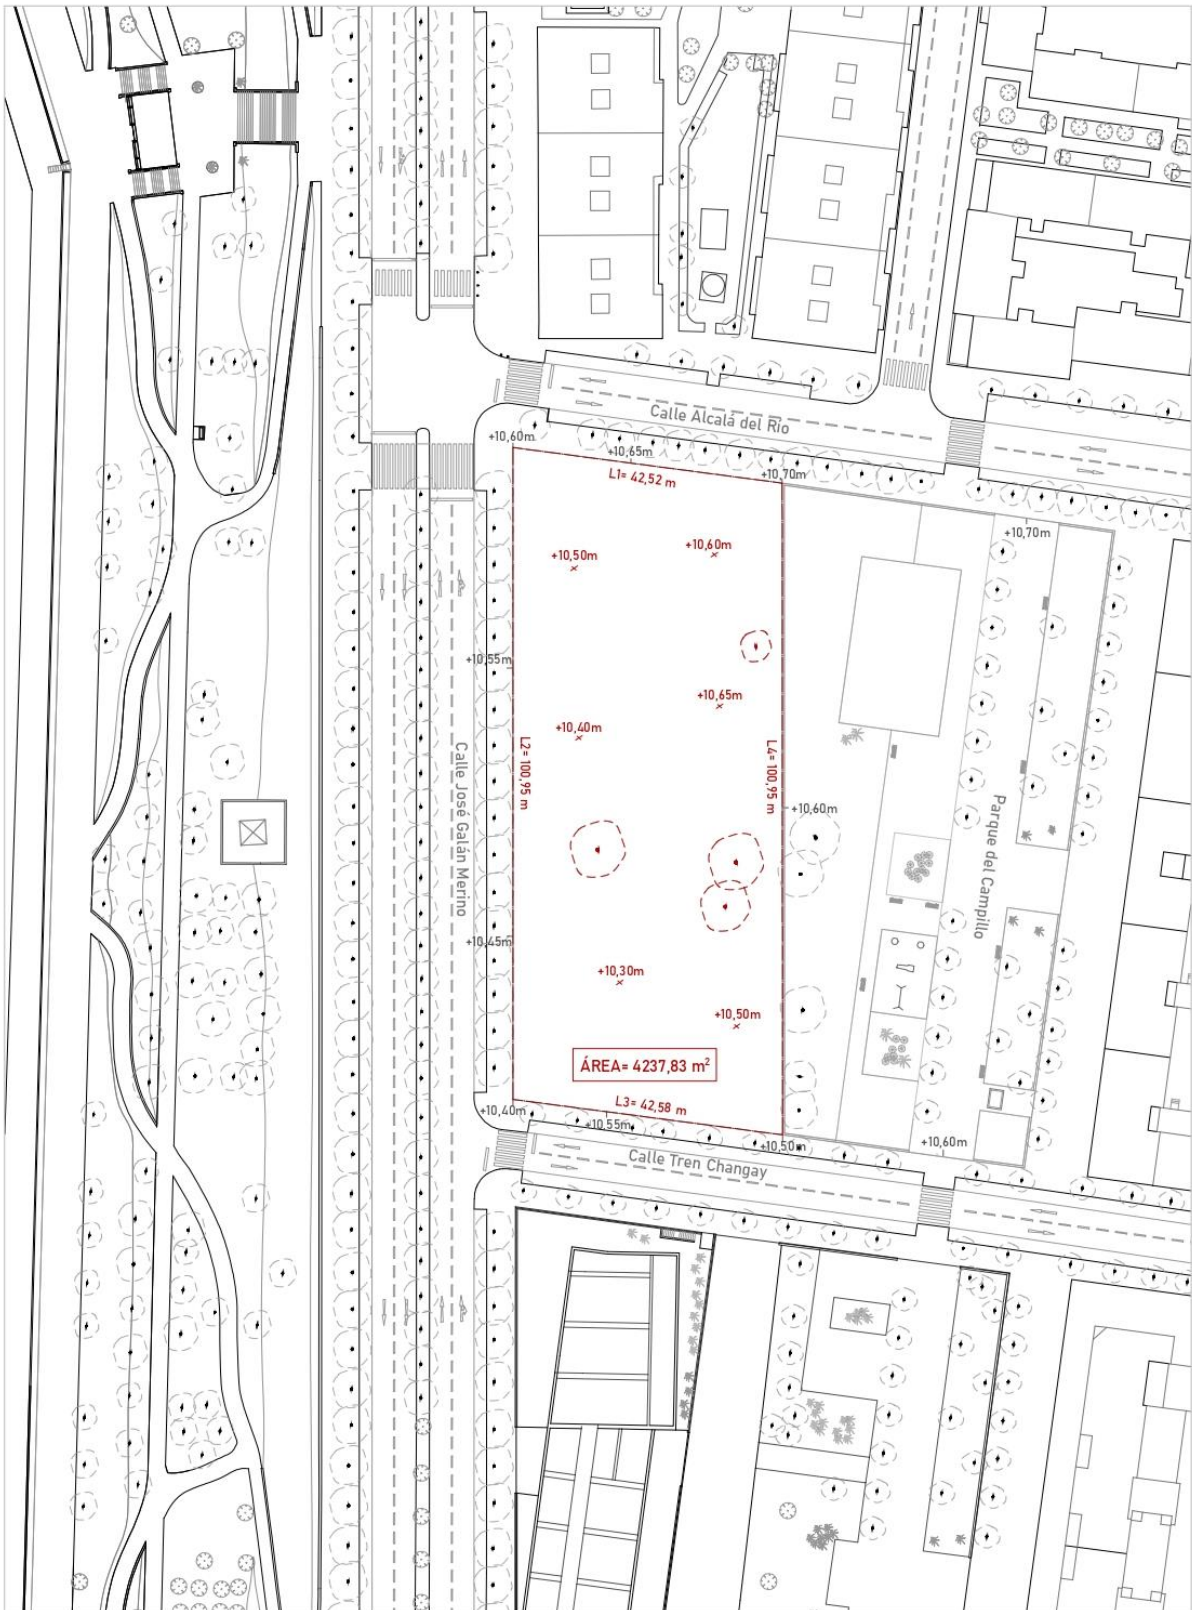 Calle Alcalá del Río
+10,60m
+10,65m
+10,70m
L1= 42,52 m
+10,70m
+10,50m
+10,60m
+10,55m
+10,65m
+10,40m
L2= 100,95 m
L4= 100,95 m
Calle José Galán Merino
+10,60m
Parque del Campillo
+10,45m
+10,30m
+10,50m
ÁREA= 4237,83 m²
L3= 42,58 m
+10,40m
+10,55m
+10,50m
+10,60m
Calle Tren Changay